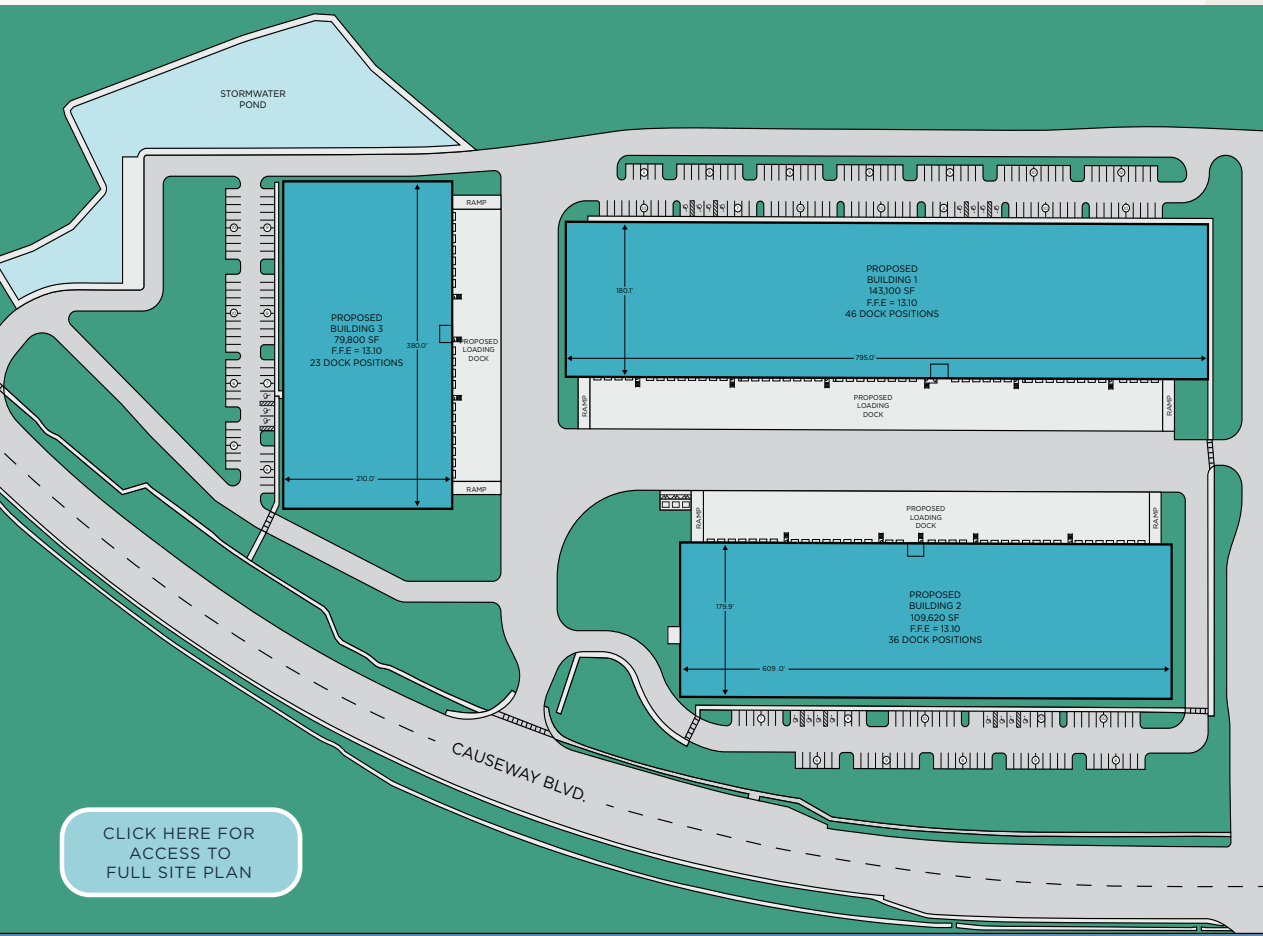 STORMWATER
POND
RAMP
PROPOSED
BUILDING 3
79,800 SF
F.F.E = 13.10
23 DOCK POSITIONS
380.0'
210.0'
PROPOSED
LOADING
DOCK
RAMP
PROPOSED
BUILDING 1
143,100 SF
F.F.E = 13.10
46 DOCK POSITIONS
180.1'
795.0'
RAMP
PROPOSED
LOADING
DOCK
RAMP
RAMP
PROPOSED
LOADING
DOCK
RAMP
PROPOSED
BUILDING 2
109,620 SF
F.F.E = 13.10
36 DOCK POSITIONS
179.9'
609 .0'
CAUSEWAY BLVD.
CLICK HERE FOR
ACCESS TO
FULL SITE PLAN